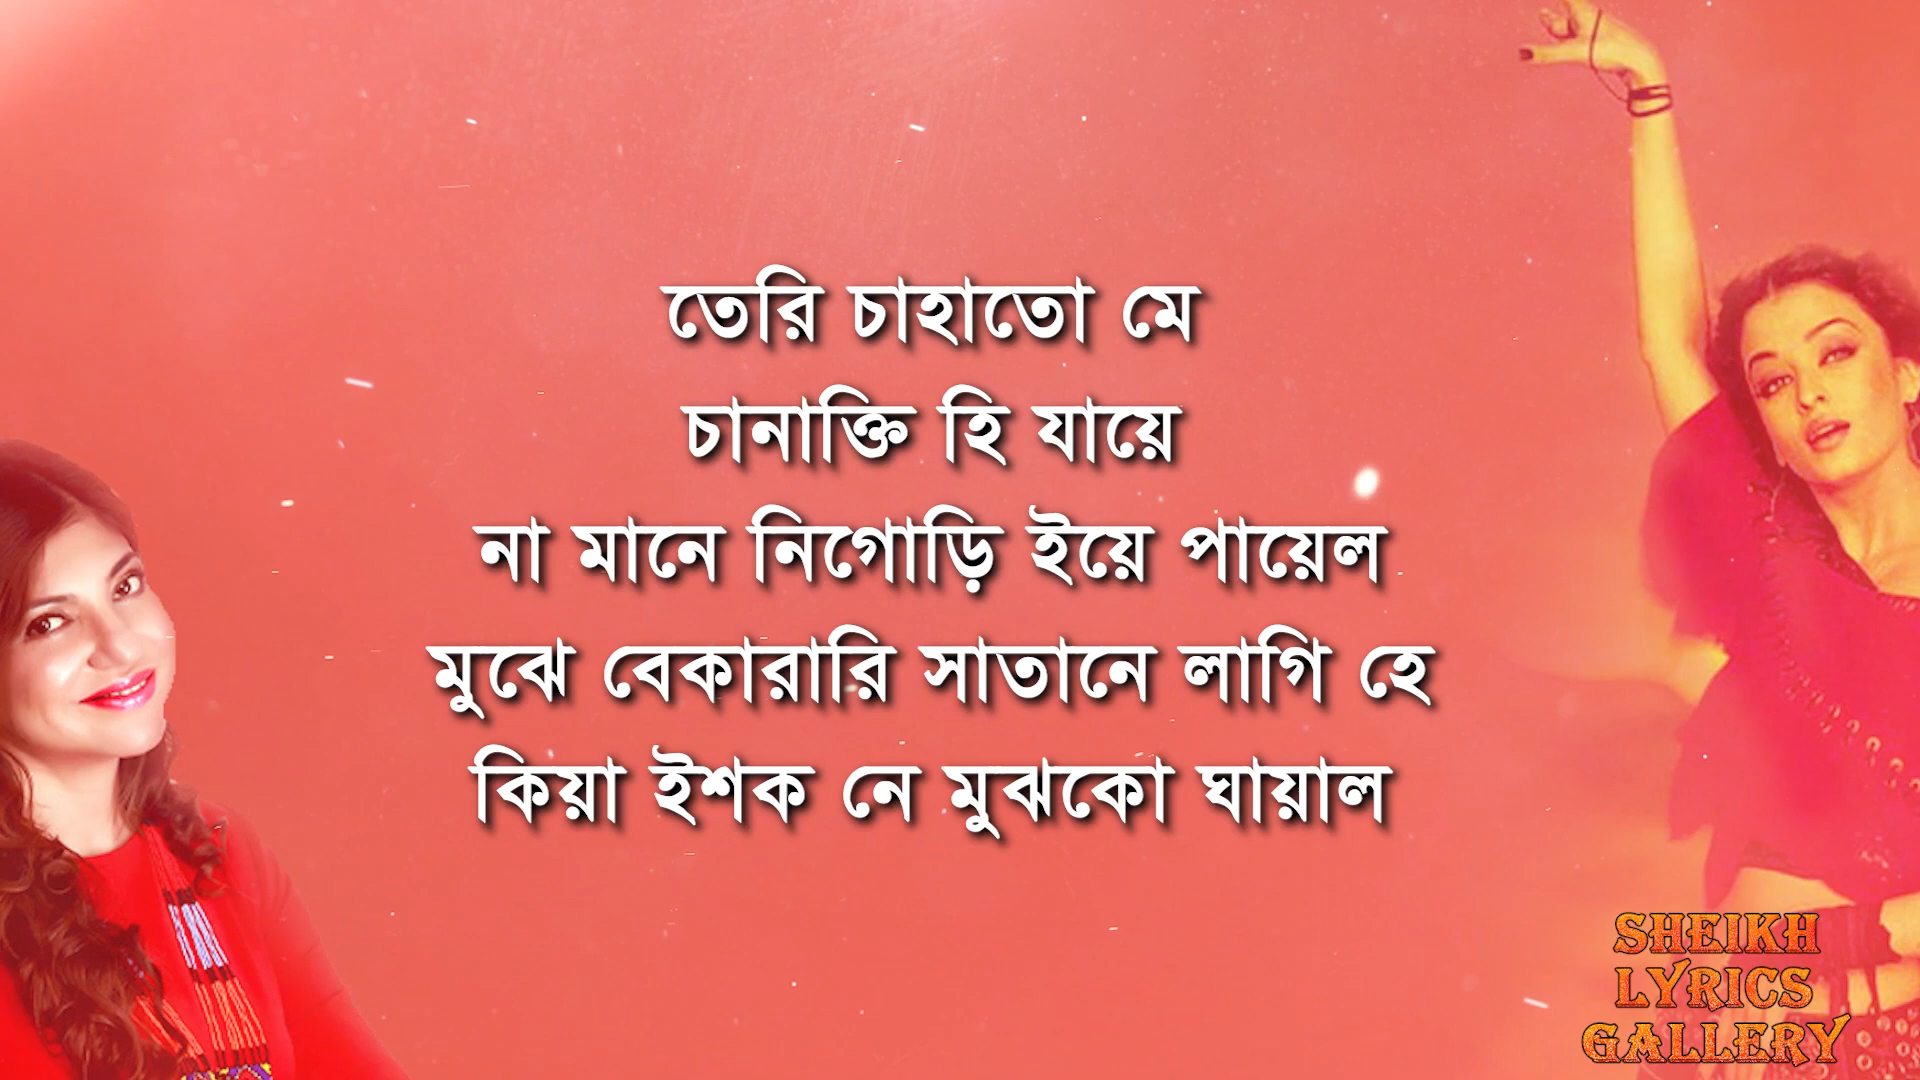 তেরি চাহাতো মে
চানাক্তি হি যায়ে
না মানে নিগোড়ি ইয়ে পায়েল
মুঝে বেকারারি সাতানে লাগি হে
কিয়া ইশক নে মুঝকো ঘায়াল
SHEIKH
LYRICS
GALLERY